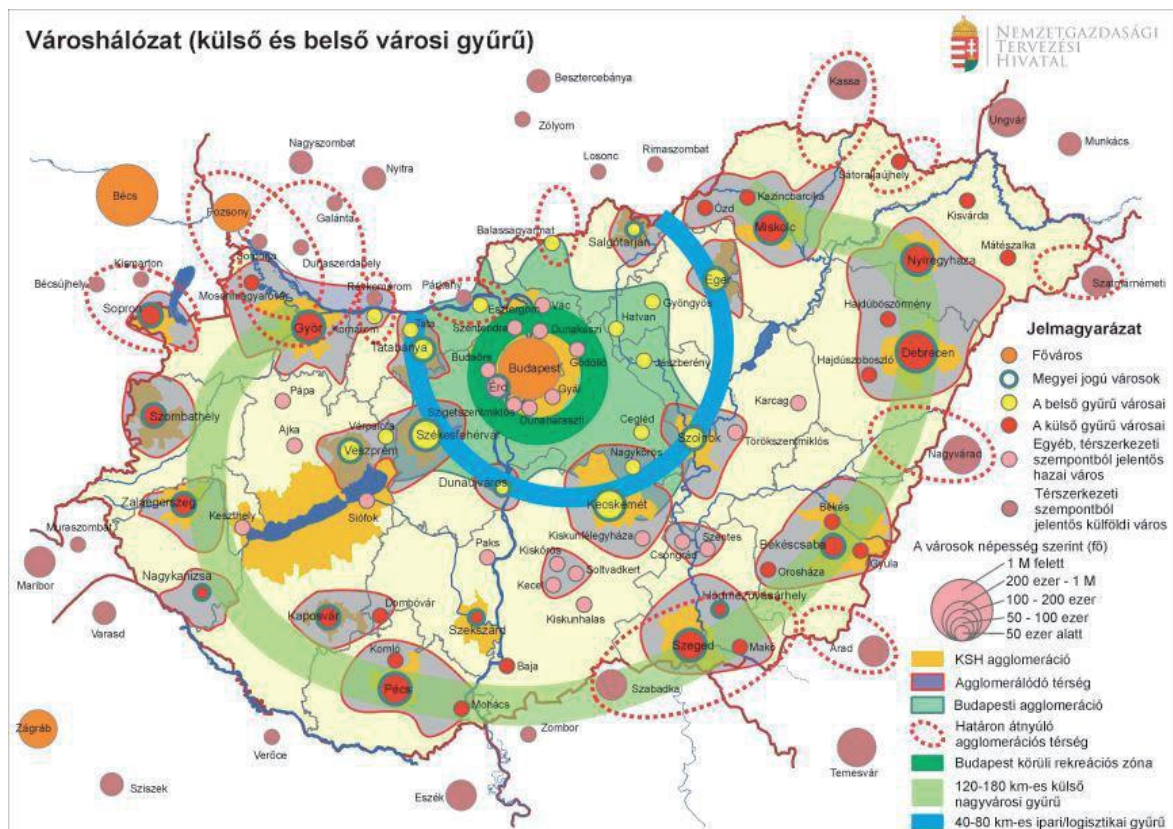 Városhálózat (külső és belső városi gyűrű)
NEMZETGAZDASÁGI
TERVEZÉSI
HIVATAL
Besztercebánya
Kassa
Zólyom
Ungvár
Munkács
Nagyszombat
Nyitra
Losonc
Rimaszombat
Sátoraljaújhely
Kazincbarcika
Ózd
Kisvárda
Bécs
Pozsony
Galánta
Balassagyarmat
Salgótarján
Miskolc
Mátészalka
Nyíregyháza
Somorja
Dunaszerdahely
Kismarton
Bécsújhely
Mosonmagyaróvár
Révkomárom
Párkány
Eger
Szatmárnémeti
Sopron
Győr
Komárom
Esztergom
Vác
Gyöngyös
Hajdúböszörmény
Tata
Szentendre
Dunakeszi
Hatvan
Tatabánya
Budaörs
Gödöllő
Debrecen
Budapest
Jászberény
Hajdúszoboszló
Érd
Gyál
Pápa
Szigetszentmiklós
Dunaharaszti
Karcag
Szombathely
Ajka
Várpalota
Székesfehérvár
Cegléd
Szolnok
Törökszentmiklós
Veszprém
Nagykőrös
Nagyvárad
Dunaújváros
Zalaegerszeg
Keszthely
Siófok
Kecskemét
Békés
Muraszombat
Paks
Kiskunfélegyháza
Csongrád
Szentes
Békéscsaba
Gyula
Kiskőrös
Soltvadkert
Orosháza
Maribor
Nagykanizsa
Kecel
Kaposvár
Dombóvár
Kiskunhalas
Hódmezővásárhely
Varasd
Szekszárd
Komló
Szeged
Makó
Arad
Baja
Pécs
Szabadka
Mohács
Zágráb
Verőce
Zombor
Temesvár
Sziszek
Eszék
Jelmagyarázat
Főváros
Megyei jogú városok
A belső gyűrű városai
A külső gyűrű városai
Egyéb, térszerkezeti
szempontból jelentős
hazai város
Térszerkezeti
szempontból
jelentős külföldi város
A városok népesség szerint (fő)
1 M felett
200 ezer - 1 M
100 - 200 ezer
50 - 100 ezer
50 ezer alatt
KSH agglomeráció
Agglomerálódó térség
Budapesti agglomeráció
Határon átnyúló
agglomerációs térség
Budapest körüli rekreációs zóna
120-180 km-es külső
nagyvárosi gyűrű
40-80 km-es ipari/logisztikai gyűrű